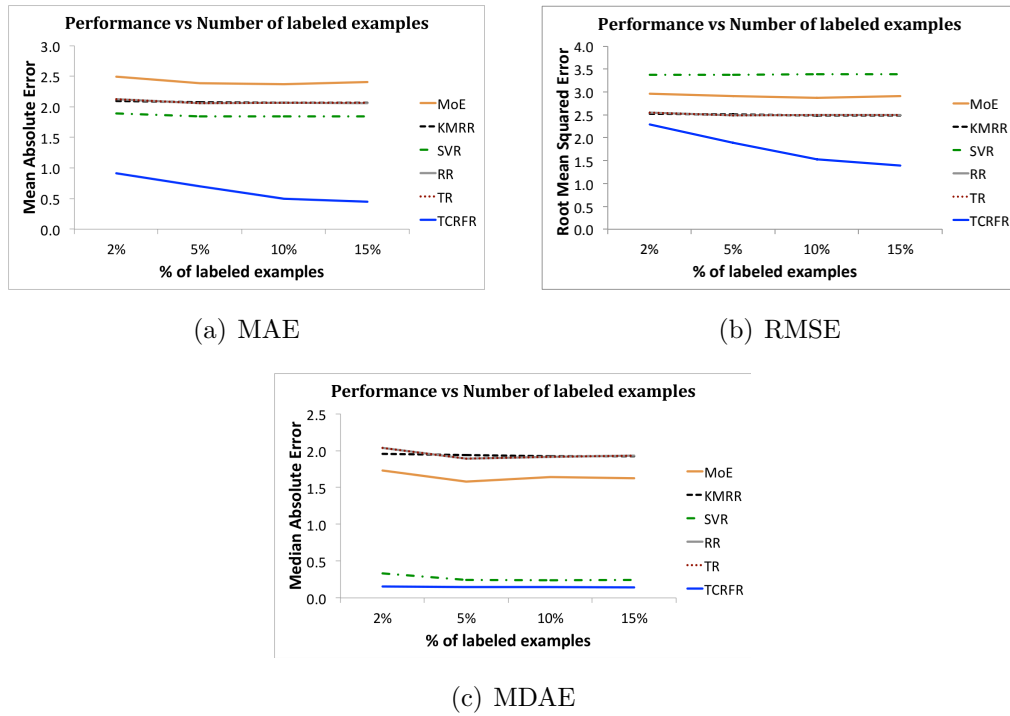 Performance vs Number of labeled examples
Mean Absolute Error
3.0
2.5
2.0
1.5
1.0
0.5
0.0
2% 5% 10% 15%
% of labeled examples
MoE
KMRR
SVR
RR
TR
TCRFR
(a) MAE
Performance vs Number of labeled examples
Root Mean Squared Error
4.0
3.5
3.0
2.5
2.0
1.5
1.0
0.5
0.0
2% 5% 10% 15%
% of labeled examples
MoE
KMRR
SVR
RR
TR
TCRFR
(b) RMSE
Performance vs Number of labeled examples
Median Absolute Error
2.5
2.0
1.5
1.0
0.5
0.0
2% 5% 10% 15%
% of labeled examples
MoE
KMRR
SVR
RR
TR
TCRFR
(c) MDAE